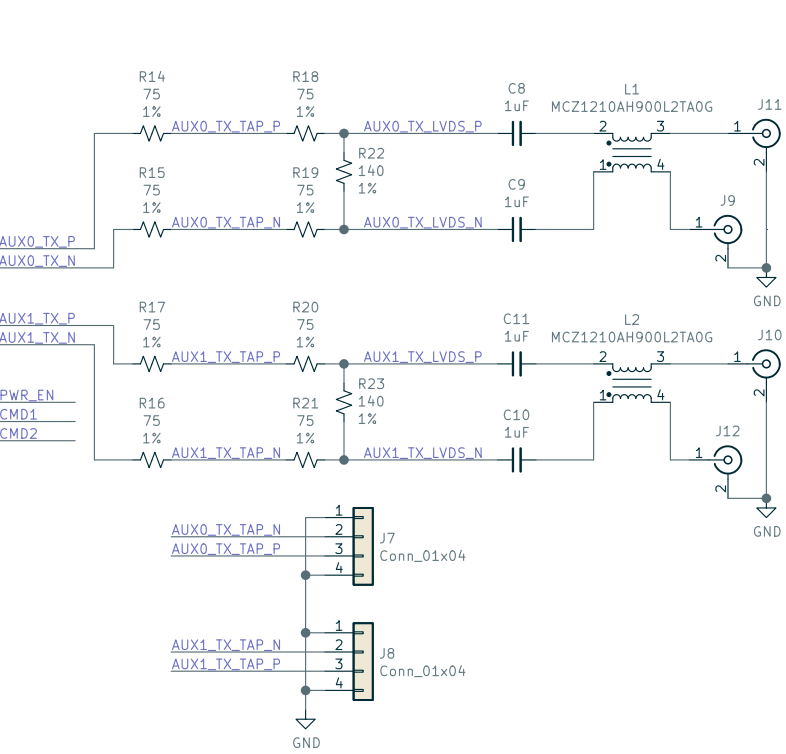 R14
75
1%
R18
75
1%
C8
1uF
L1
MCZ1210AH900L2TA0G
J11
AUX0_TX_TAP_P
AUX0_TX_LVDS_P
2
3
1
R22
140
1%
1
4
2
R15
75
1%
R19
75
1%
C9
1uF
J9
AUX0_TX_TAP_N
AUX0_TX_LVDS_N
1
2
AUX0_TX_P
AUX0_TX_N
GND
R17
75
1%
R20
75
1%
C11
1uF
L2
MCZ1210AH900L2TA0G
J10
AUX1_TX_P
AUX1_TX_N
AUX1_TX_TAP_P
AUX1_TX_LVDS_P
2
3
1
R23
140
1%
1
4
2
PWR_EN
CMD1
CMD2
R16
75
1%
R21
75
1%
C10
1uF
J12
AUX1_TX_TAP_N
AUX1_TX_LVDS_N
1
2
GND
1
AUX0_TX_TAP_N
2
AUX0_TX_TAP_P
3
4
J7
Conn_01x04
1
AUX1_TX_TAP_N
2
AUX1_TX_TAP_P
3
4
J8
Conn_01x04
GND